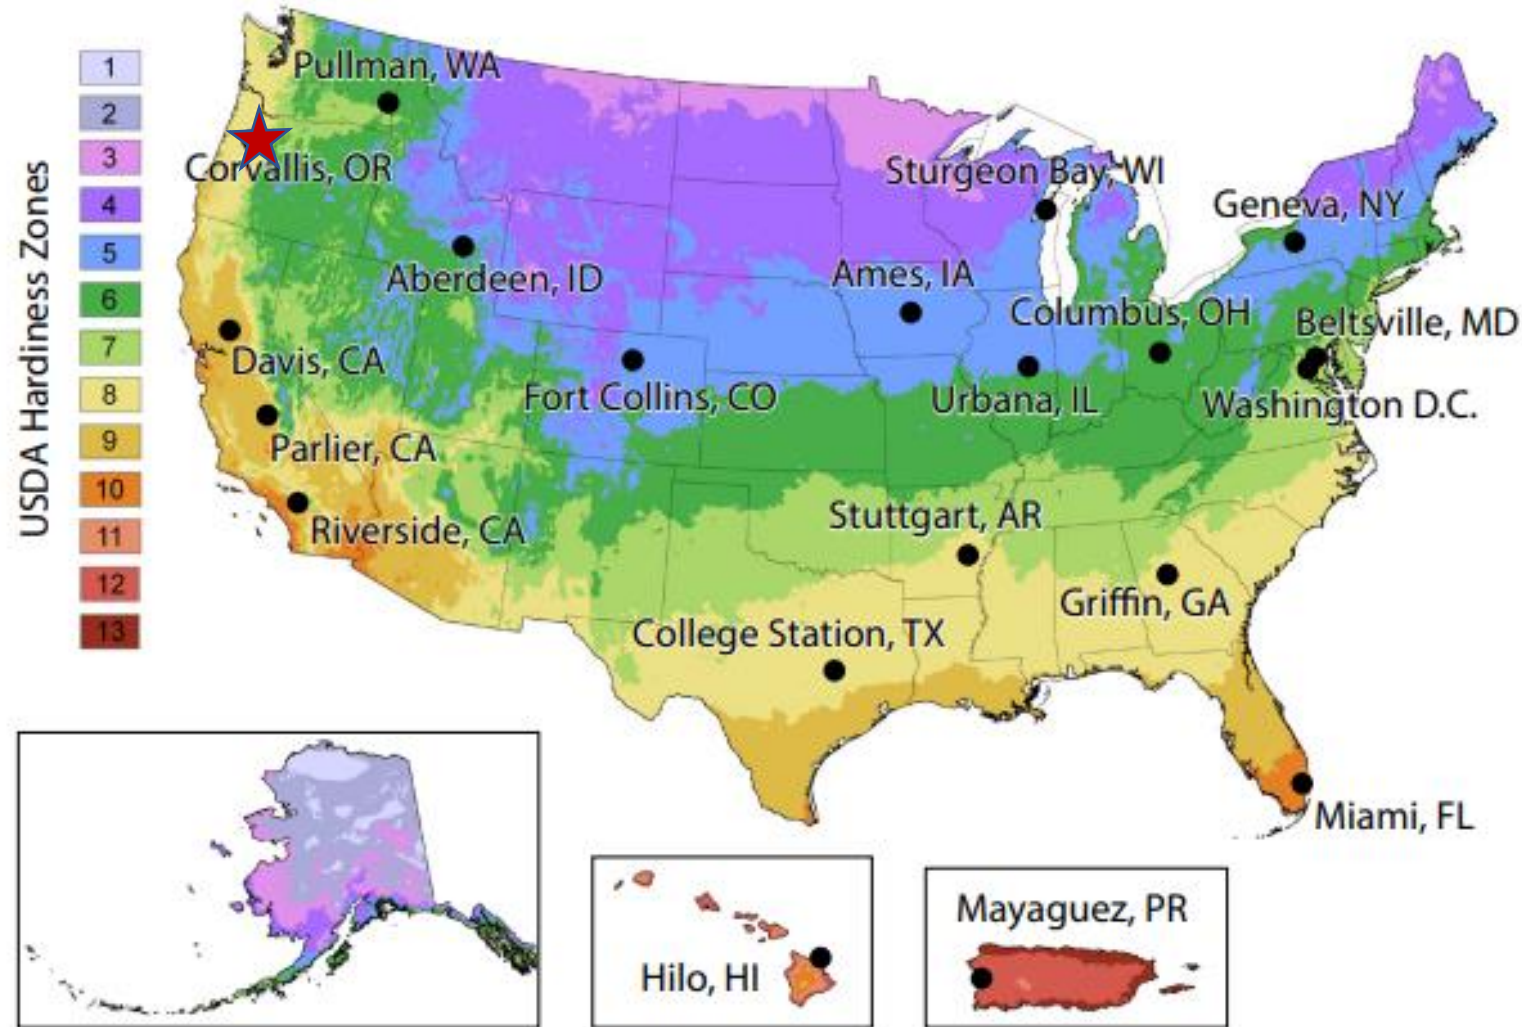 USDA Hardiness Zones
1
2
3
4
5
6
7
8
9
10
11
12
13
Pullman, WA
Corvallis, OR
Sturgeon Bay, WI
Geneva, NY
Aberdeen, ID
Ames, IA
Columbus, OH
Beltsville, MD
Davis, CA
Fort Collins, CO
Urbana, IL
Washington D.C.
Parlier, CA
Riverside, CA
Stuttgart, AR
Griffin, GA
College Station, TX
Miami, FL
Hilo, HI
Mayaguez, PR